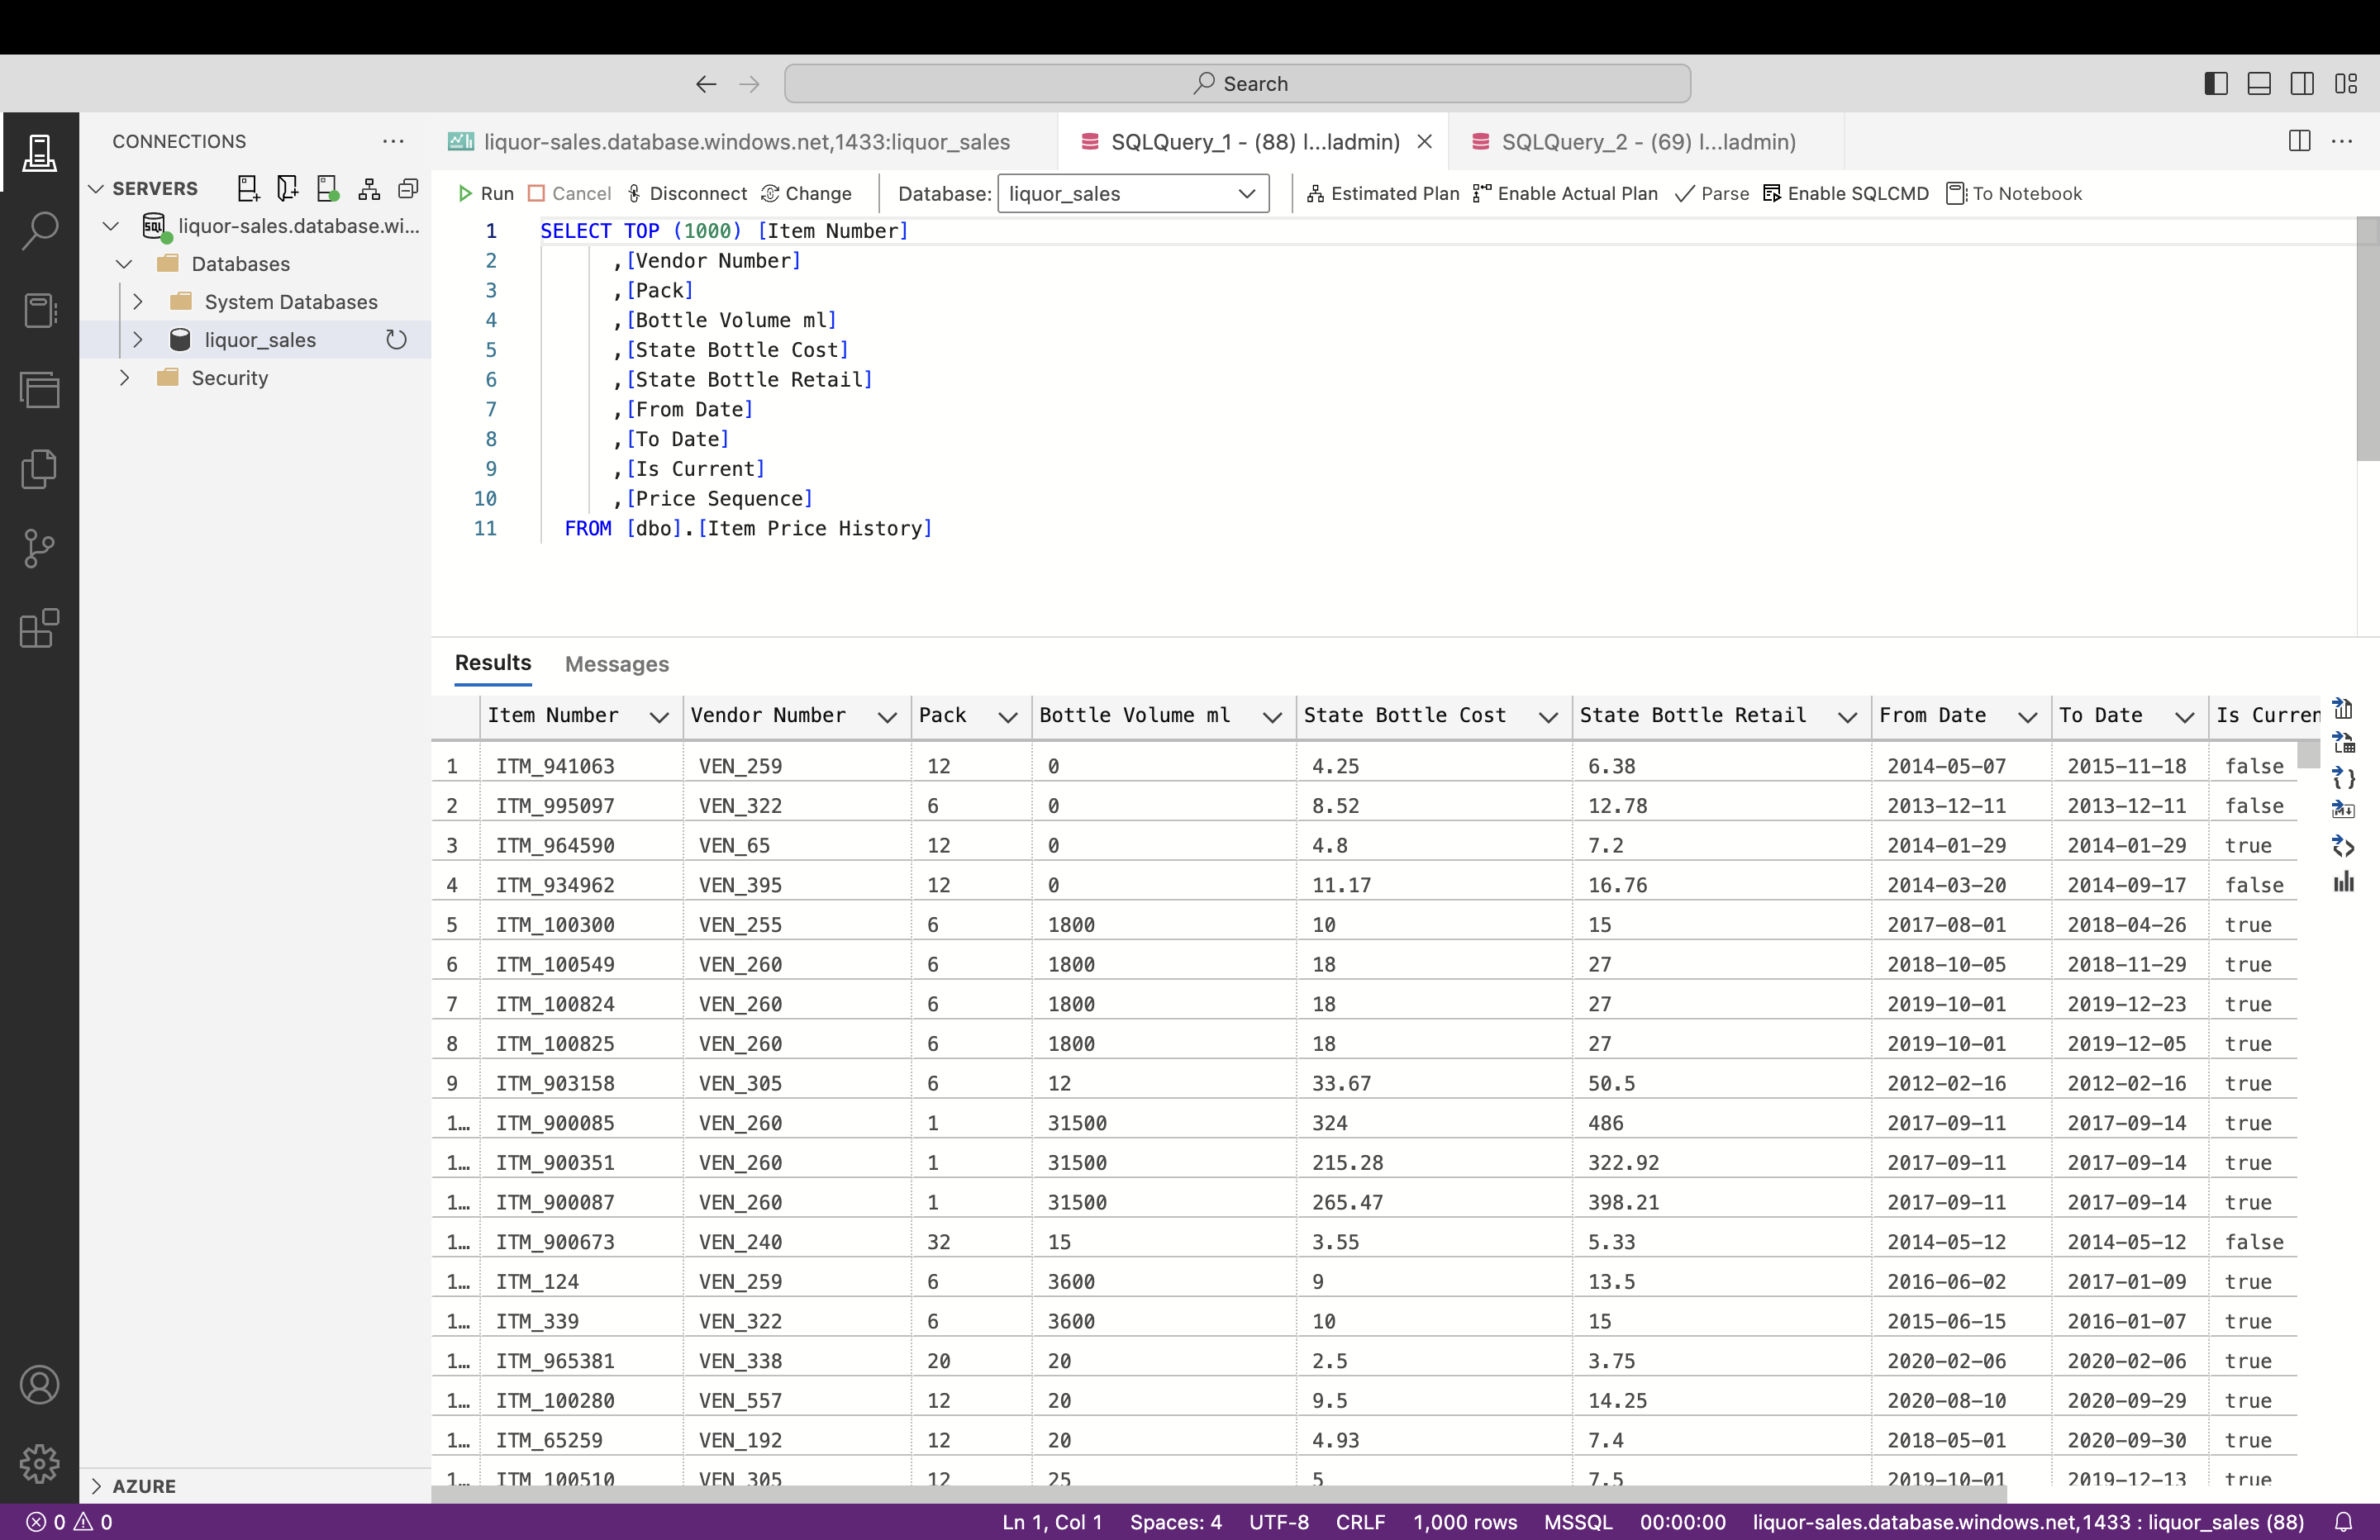 Search
CONNECTIONS
SERVERS
liquor-sales.database.wi...
Databases
System Databases
liquor_sales
Security
AZURE
liquor-sales.database.windows.net,1433:liquor_sales
SQLQuery_1 - (88) l...ladmin)
SQLQuery_2 - (69) l...ladmin)
Run Cancel Disconnect Change Database: liquor_sales Estimated Plan Enable Actual Plan Parse Enable SQLCMD To Notebook
1 SELECT TOP (1000) [Item Number]
2 ,[Vendor Number]
3 ,[Pack]
4 ,[Bottle Volume ml]
5 ,[State Bottle Cost]
6 ,[State Bottle Retail]
7 ,[From Date]
8 ,[To Date]
9 ,[Is Current]
10 ,[Price Sequence]
11 FROM [dbo].[Item Price History]
Results Messages
Item Number Vendor Number Pack Bottle Volume ml State Bottle Cost State Bottle Retail From Date To Date Is Curren
1 ITM_941063 VEN_259 12 0 4.25 6.38 2014-05-07 2015-11-18 false
2 ITM_995097 VEN_322 6 0 8.52 12.78 2013-12-11 2013-12-11 false
3 ITM_964590 VEN_65 12 0 4.8 7.2 2014-01-29 2014-01-29 true
4 ITM_934962 VEN_395 12 0 11.17 16.76 2014-03-20 2014-09-17 false
5 ITM_100300 VEN_255 6 1800 10 15 2017-08-01 2018-04-26 true
6 ITM_100549 VEN_260 6 1800 18 27 2018-10-05 2018-11-29 true
7 ITM_100824 VEN_260 6 1800 18 27 2019-10-01 2019-12-23 true
8 ITM_100825 VEN_260 6 1800 18 27 2019-10-01 2019-12-05 true
9 ITM_903158 VEN_305 6 12 33.67 50.5 2012-02-16 2012-02-16 true
1... ITM_900085 VEN_260 1 31500 324 486 2017-09-11 2017-09-14 true
1... ITM_900351 VEN_260 1 31500 215.28 322.92 2017-09-11 2017-09-14 true
1... ITM_900087 VEN_260 1 31500 265.47 398.21 2017-09-11 2017-09-14 true
1... ITM_900673 VEN_240 32 15 3.55 5.33 2014-05-12 2014-05-12 false
1... ITM_124 VEN_259 6 3600 9 13.5 2016-06-02 2017-01-09 true
1... ITM_339 VEN_322 6 3600 10 15 2015-06-15 2016-01-07 true
1... ITM_965381 VEN_338 20 20 2.5 3.75 2020-02-06 2020-02-06 true
1... ITM_100280 VEN_557 12 20 9.5 14.25 2020-08-10 2020-09-29 true
1... ITM_65259 VEN_192 12 20 4.93 7.4 2018-05-01 2020-09-30 true
1... ITM_100510 VEN_305 12 25 5 7.5 2019-10-01 2019-12-13 true
0 0 Ln 1, Col 1 Spaces: 4 UTF-8 CRLF 1,000 rows MSSQL 00:00:00 liquor-sales.database.windows.net,1433 : liquor_sales (88)